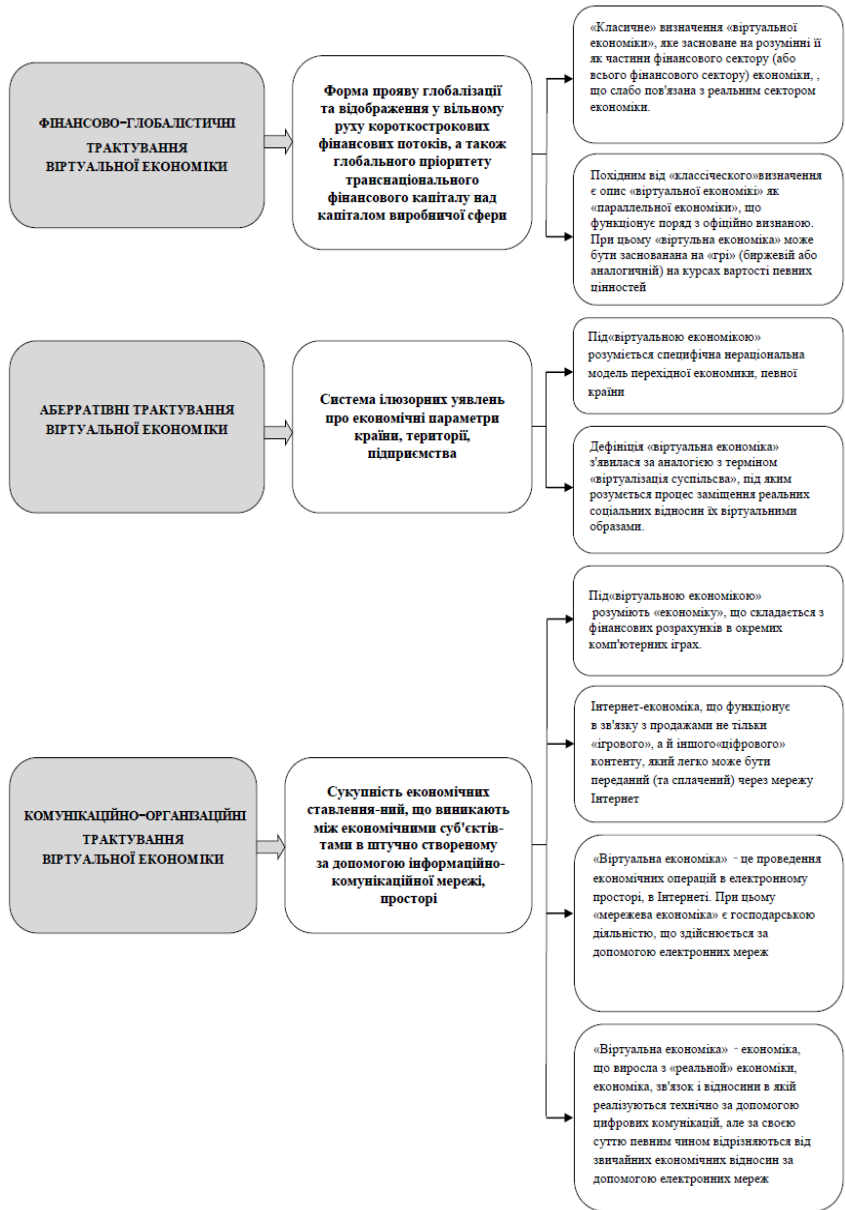 ФІНАНСОВО-ГЛОБАЛІСТИЧНІ
ТРАКТУВАННЯ
ВІРТУАЛЬНОЇ ЕКОНОМІКИ
Форма прояву глобалізації
та відображення у вільному
руху короткострокових
фінансових потоків, а також
глобального пріоритету
транснаціонального
фінансового капіталу над
капіталом виробничої сфери
«Класичне» визначення «віртуальної
економіки», яке засноване на розумінні її
як частини фінансового сектору (або
всього фінансового сектору) економіки, ,
що слабо пов'язана з реальним сектором
економіки.
Похідним від «классіческого»визначення
є опис «віртуальної економікі» як
«параллельної економіки», що
функціонує поряд з офіційно визнаною.
При цьому «віртульна економіка» може
бути заснованана на «грі» (биржевій або
аналогичній) на курсах вартості певних
цінностей
АБЕРРАТІВНІ ТРАКТУВАННЯ
ВІРТУАЛЬНОЇ ЕКОНОМІКИ
Система ілюзорних уявлень
про економічні параметри
країни, території,
підприємства
Під«віртуальною економікою»
розуміється специфічна нераціональна
модель перехідної економики, певної
країни
Дефініція «віртуальна економіка»
з'явилася за аналогією з терміном
«віртуалізація суспільсва», під яким
розумється процес заміщення реальних
соціальних відносин їх віртуальними
образами.
КОМУНІКАЦІЙНО-ОРГАНІЗАЦІЙНІ
ТРАКТУВАННЯ
ВІРТУАЛЬНОЇ ЕКОНОМІКИ
Сукупність економічних
ставлення-ний, що виникають
між економічними суб'єктів-
тами в штучно створеному
за допомогою інформаційно-
комунікаційної мережі,
просторі
Під«віртуальною економікою»
розуміють «економіку», що складається з
фінансових розрахунків в окремих
комп'ютерних іграх.
Інтернет-економіка, що функціонує
в зв'язку з продажами не тільки
«ігрового», а й іншого«ціфрового»
контенту, який легко може бути
переданий (та сплачений) через мережу
Інтернет
«Віртуальна економіка» - це проведення
економічних операцій в електронному
просторі, в Інтернеті. При цьому
«мережева економіка» є господарською
діяльністю, що здійснюється за
допомогою електронних мереж
«Віртуальна економіка» - економіка,
що виросла з «реальної» економіки,
економіка, зв'язок і відносини в якій
реалізуються технічно за допомогою
цифрових комунікацій, але за своєю
суттю певним чином відрізняються від
звичайних економічних відносин за
допомогою електронних мереж